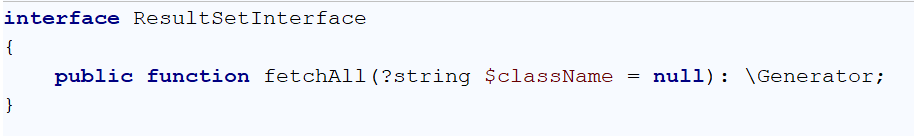 interface ResultSetInterface
{
    public function fetchAll(?string $className = null): \Generator;
}